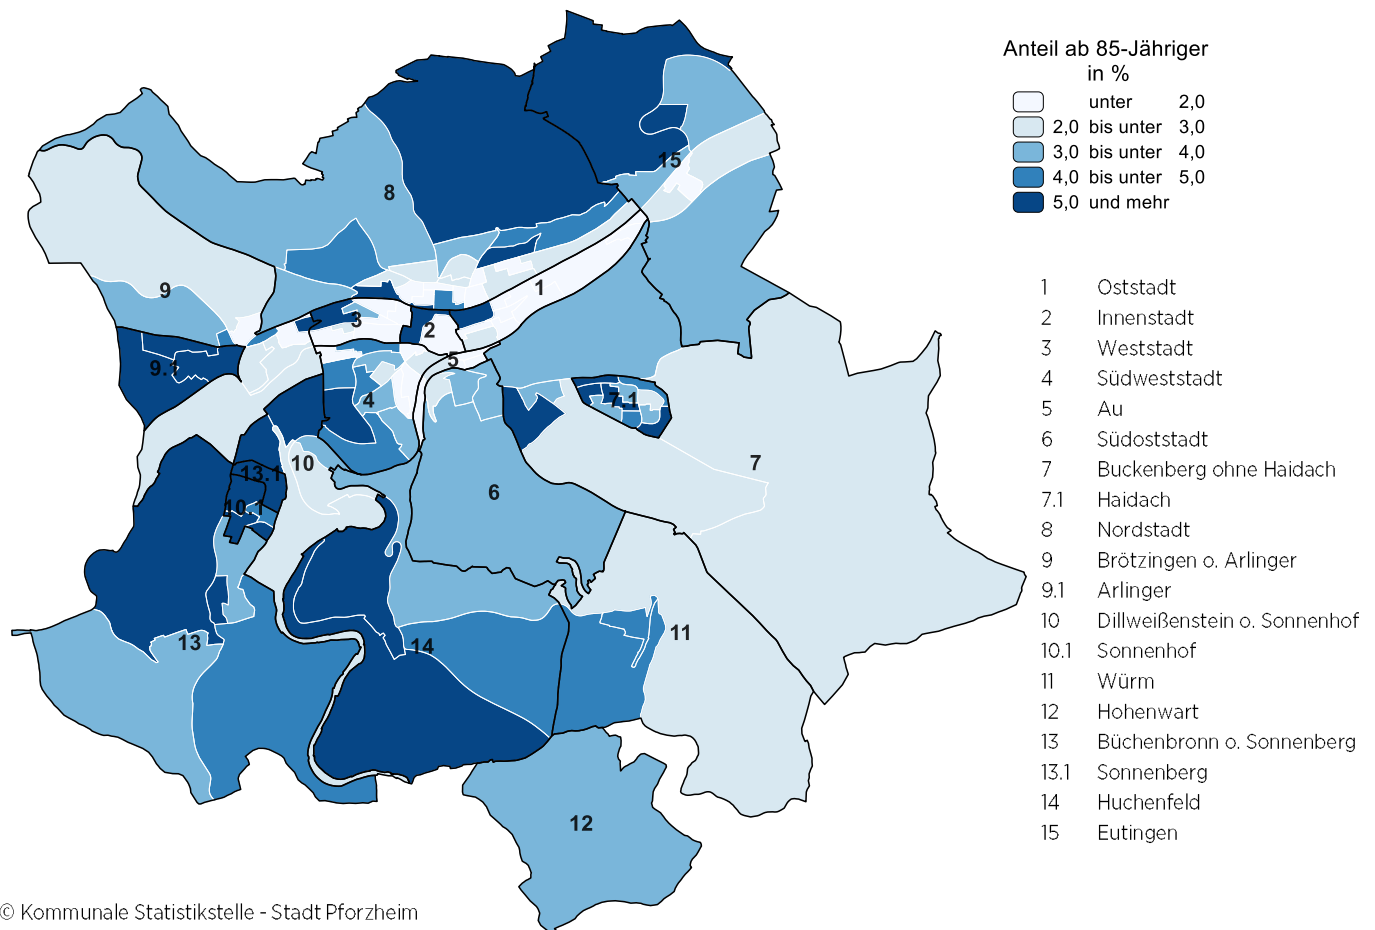 Anteil ab 85-Jähriger
in %
unter 2,0
2,0 bis unter 3,0
3,0 bis unter 4,0
4,0 bis unter 5,0
5,0 und mehr
1 Oststadt
2 Innenstadt
3 Weststadt
4 Südweststadt
5 Au
6 Südoststadt
7 Buckenberg ohne Haidach
7.1 Haidach
8 Nordstadt
9 Brötzingen o. Arlinger
9.1 Arlinger
10 Dillweißenstein o. Sonnenhof
10.1 Sonnenhof
11 Würm
12 Hohenwart
13 Büchenbronn o. Sonnenberg
13.1 Sonnenberg
14 Huchenfeld
15 Eutingen
15
8
9
1
3
2
5
9.1
4
7.1
10
7
13.1
6
10.1
11
13
14
12
© Kommunale Statistikstelle - Stadt Pforzheim